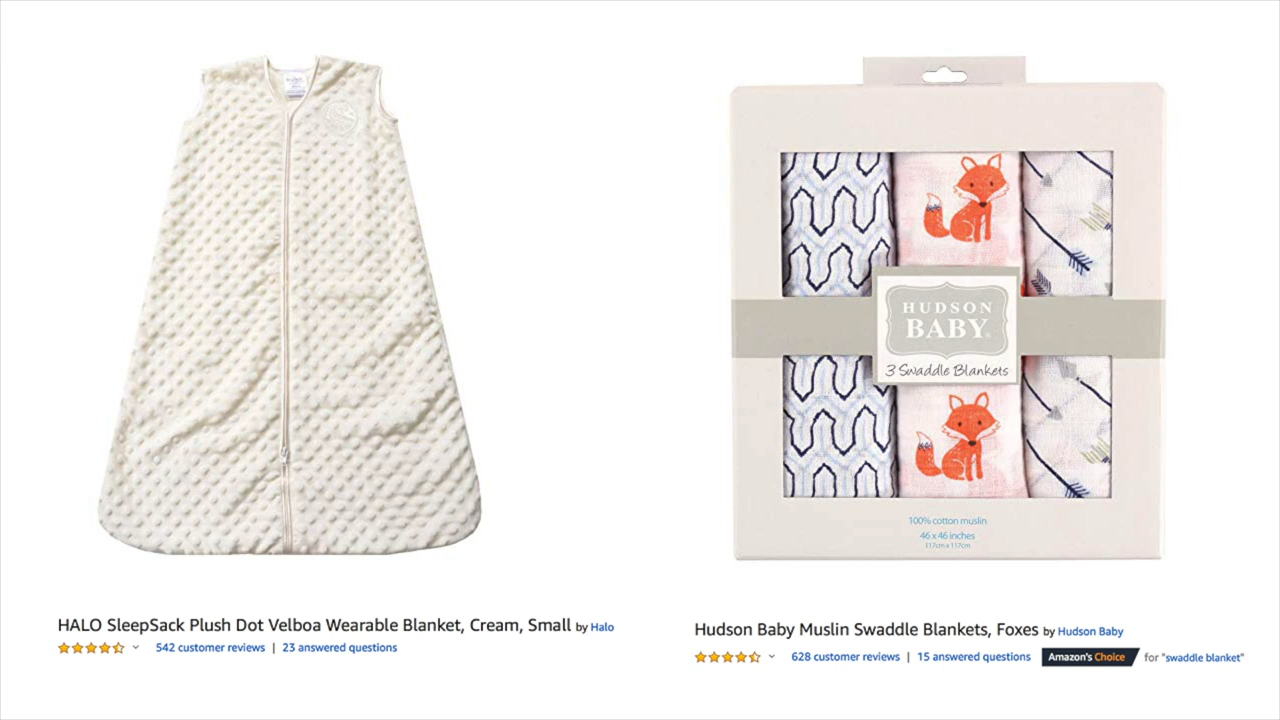 HALO SleepSack Plush Dot Velboa Wearable Blanket, Cream, Small by Halo
542 customer reviews | 23 answered questions
HUDSON
BABY®
3 Swaddle Blankets
100% cotton muslin
46 x 46 inches
117cm x 117cm
Hudson Baby Muslin Swaddle Blankets, Foxes by Hudson Baby
628 customer reviews | 15 answered questions Amazon's Choice for "swaddle blanket"